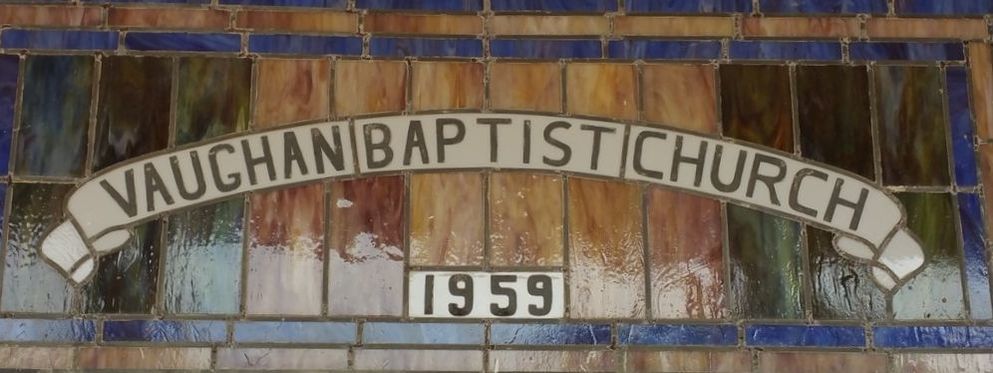 VAUGHAN BAPTIST CHURCH
1959